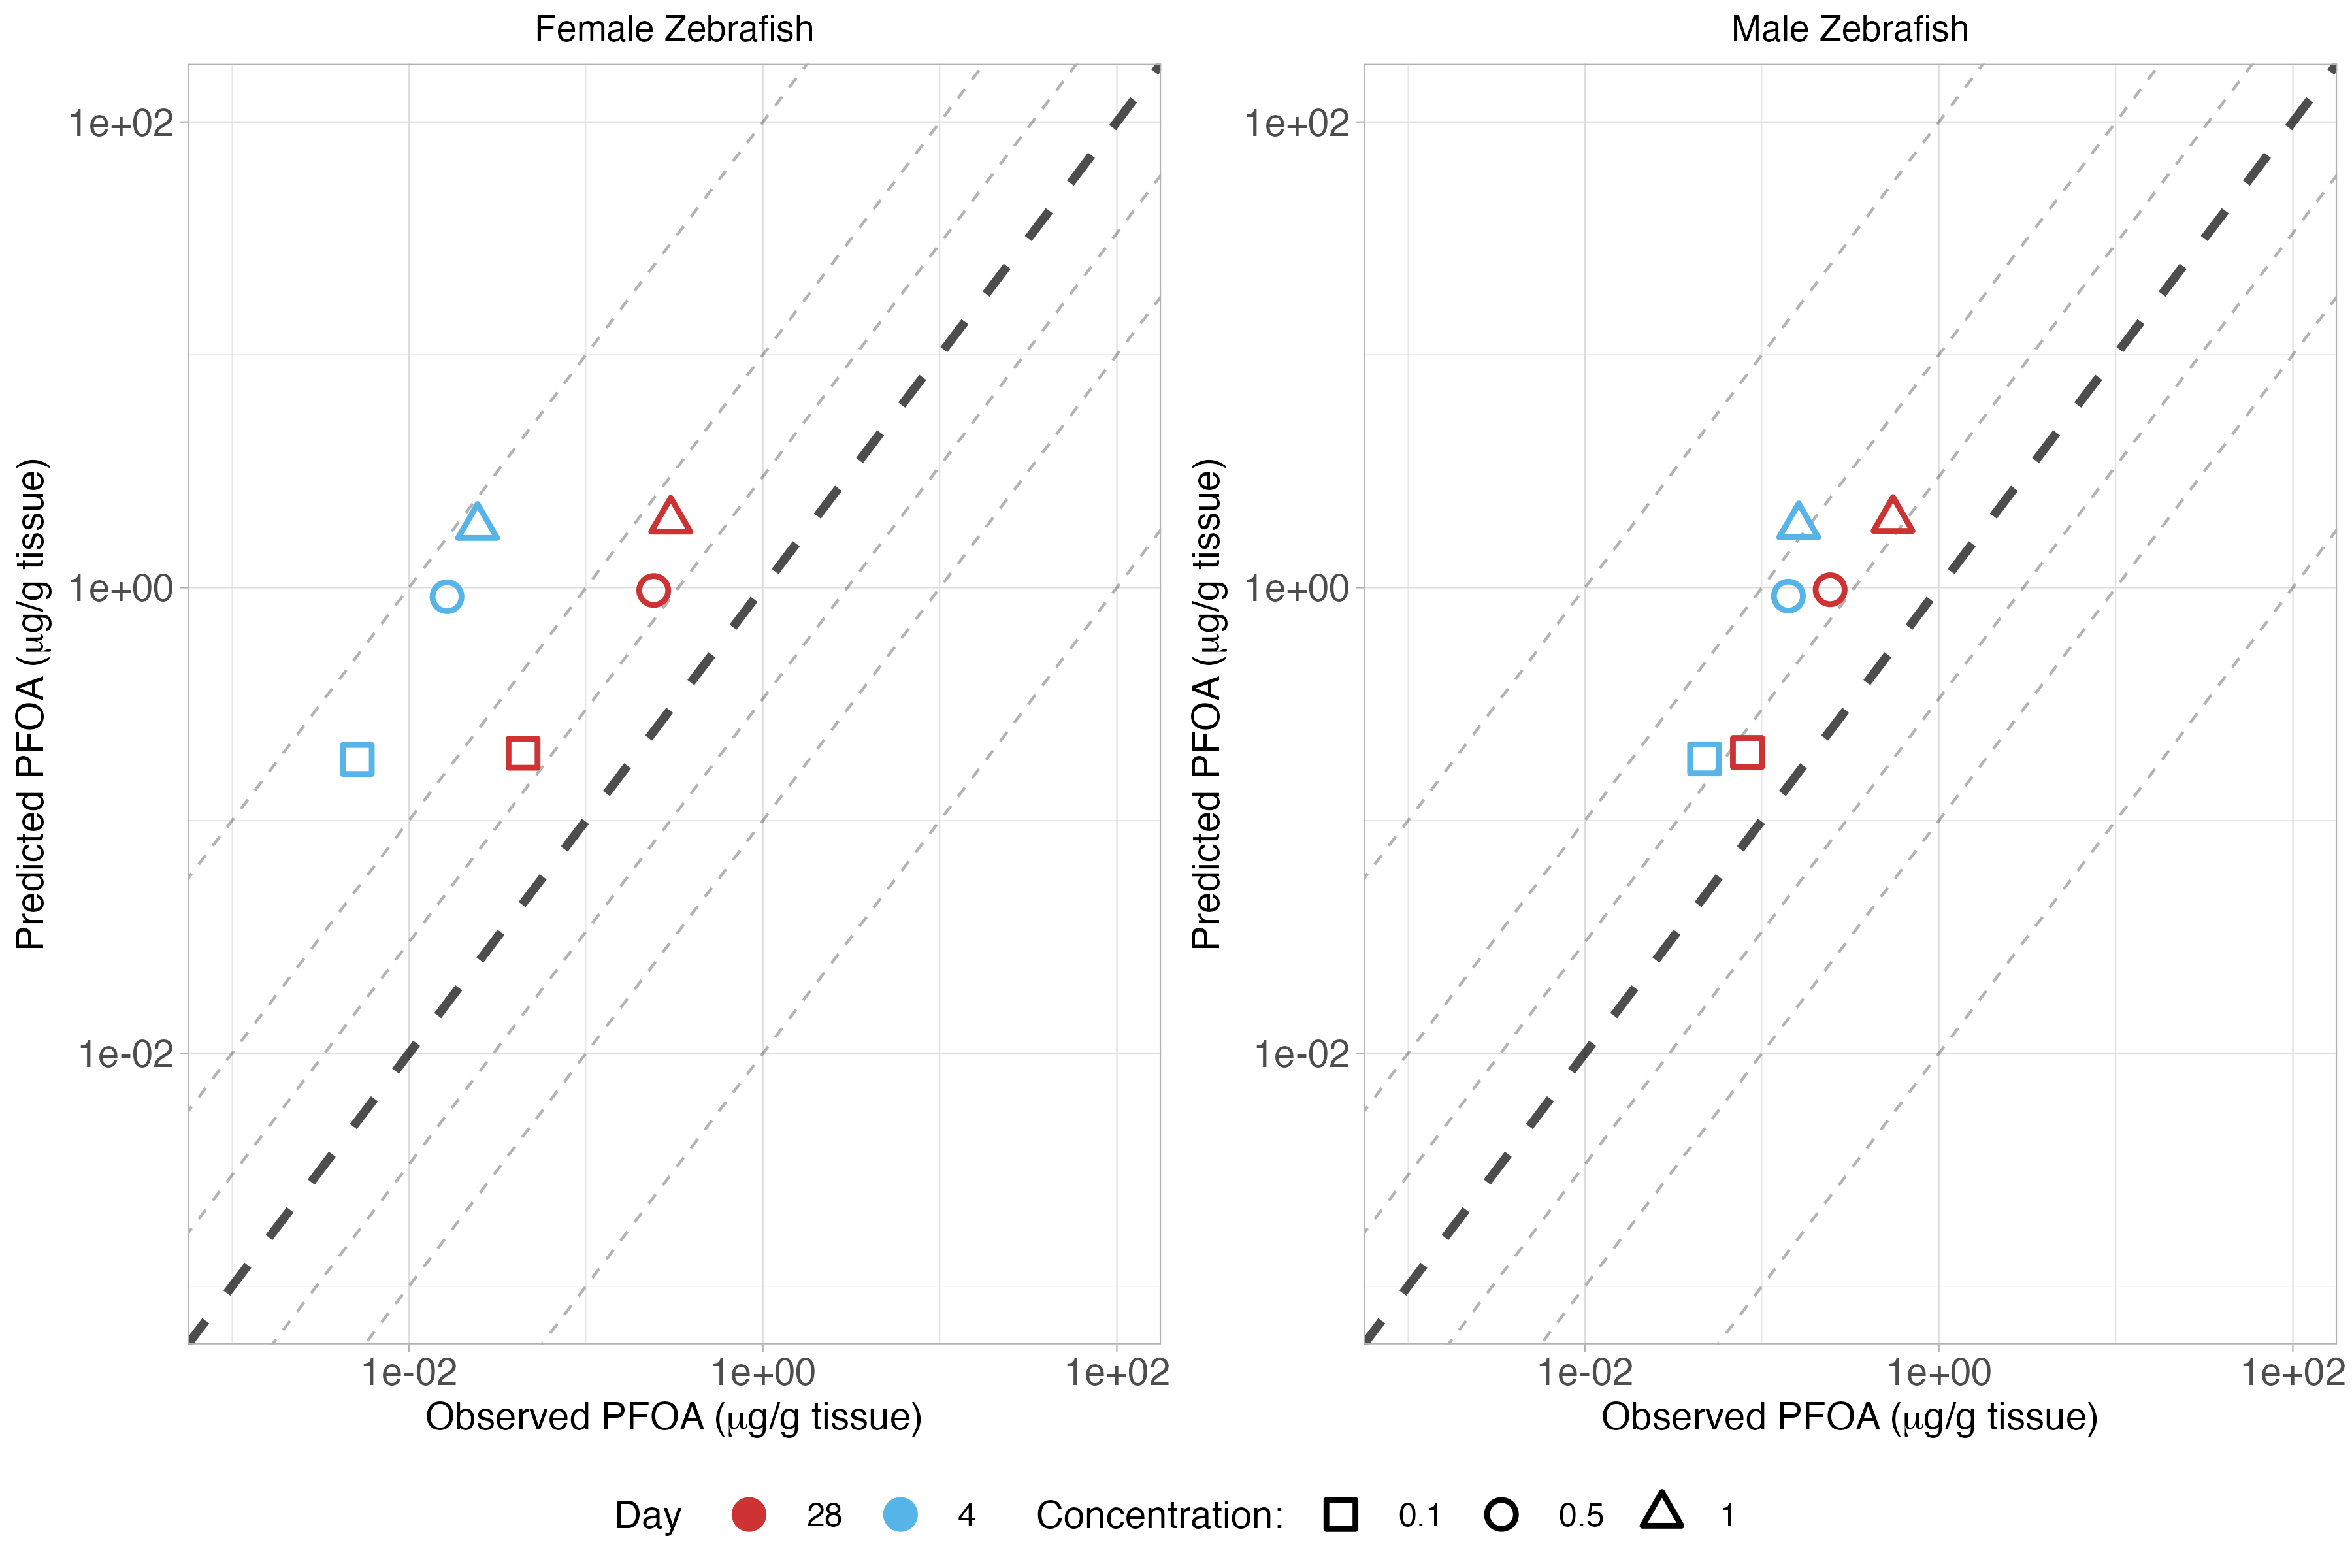 Female Zebrafish
Male Zebrafish
Predicted PFOA (μg/g tissue)
1e+02
1e+00
1e-02
1e-02
1e+00
1e+02
Observed PFOA (μg/g tissue)
Predicted PFOA (μg/g tissue)
1e+02
1e+00
1e-02
1e-02
1e+00
1e+02
Observed PFOA (μg/g tissue)
Day 28 4 Concentration: 0.1 0.5 1